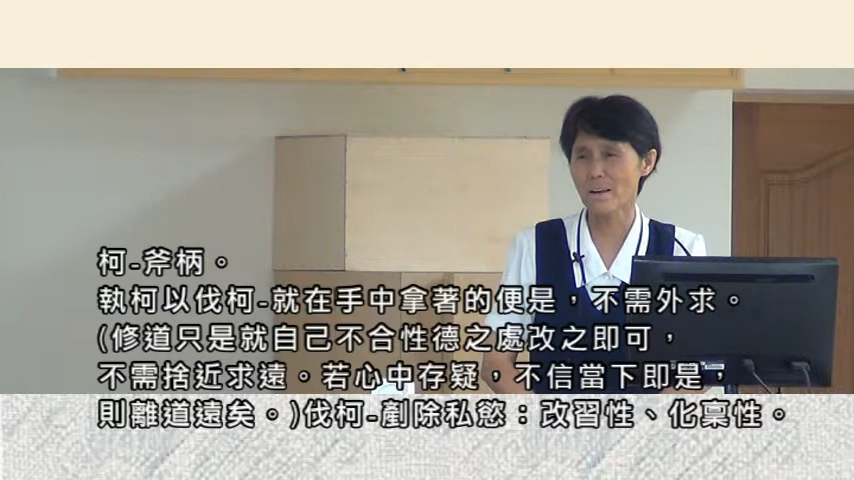 柯-斧柄。
執柯以伐柯-就在手中拿著的便是，不需外求。
(修道只是就自己不合性德之處改之即可，
不需捨近求遠。若心中存疑，不信當下即是，
則離道遠矣。)伐柯-剷除私慾：改習性、化稟性。